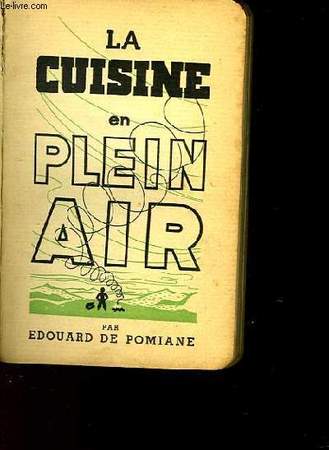 le-livre.com
LA
CUISINE
en
PLEIN
AIR
PAR
EDOUARD DE POMIANE